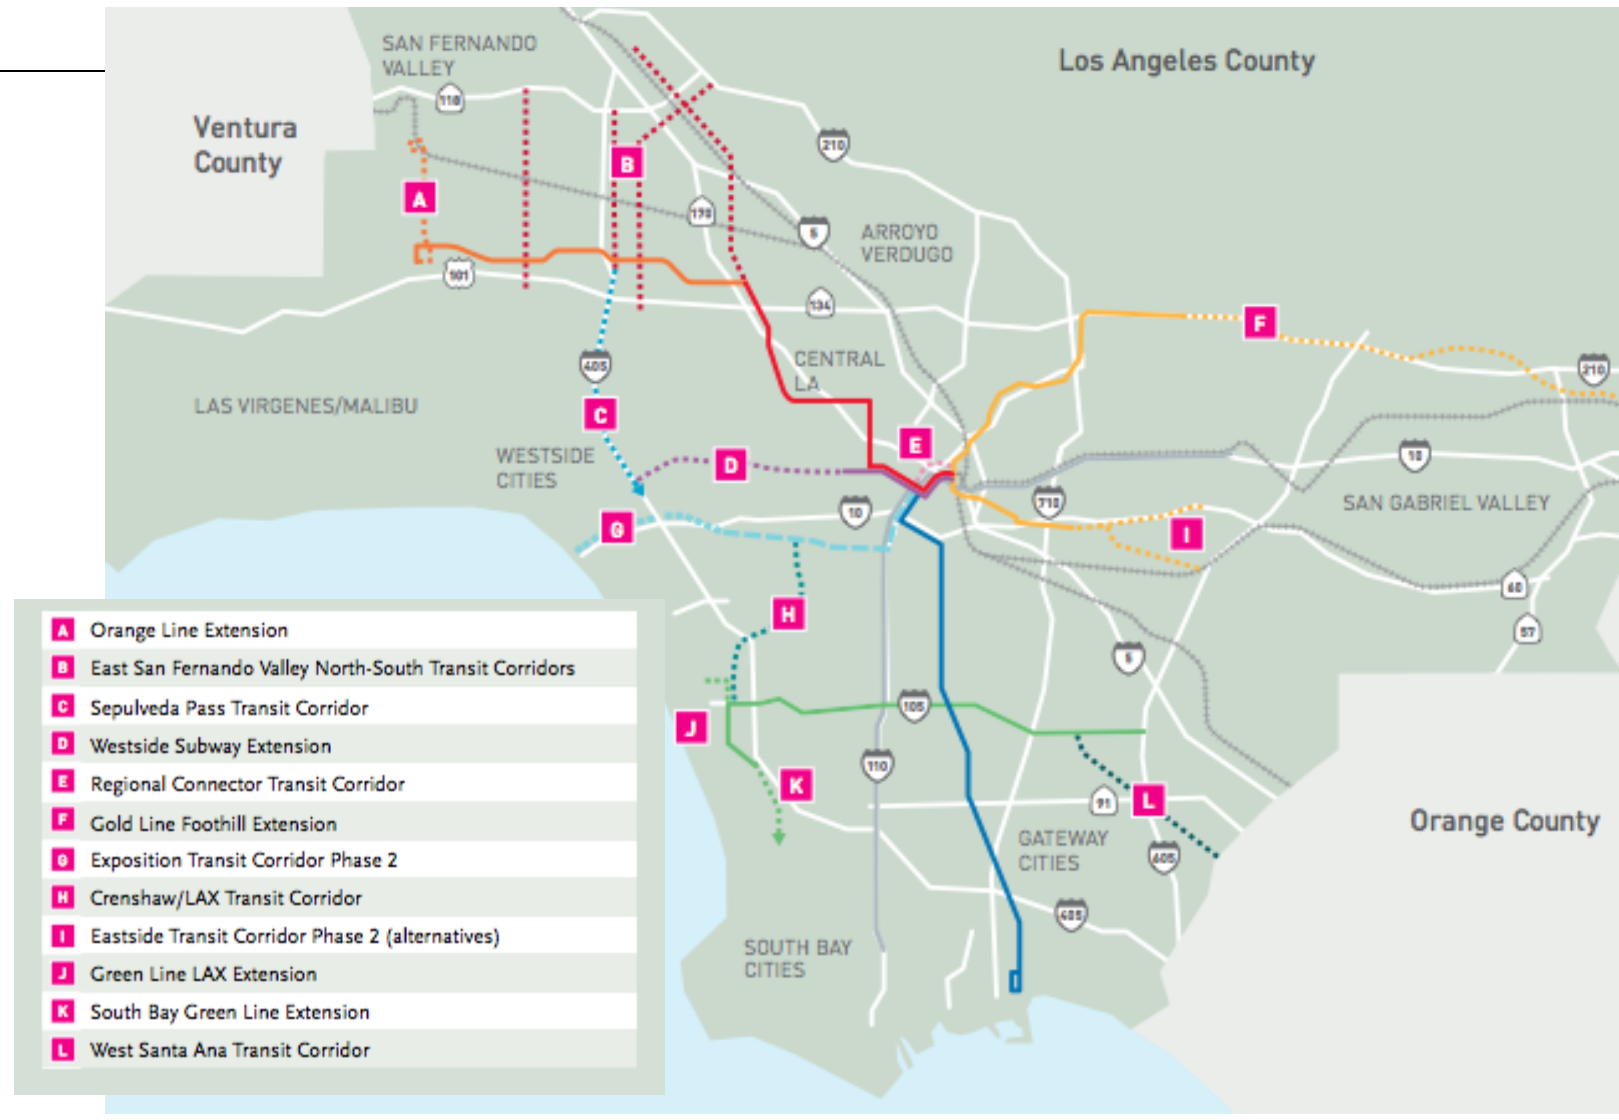 SAN FERNANDO
VALLEY
Los Angeles County
118
Ventura
County
210
B
A
170
5
ARROYO
VERDUGO
101
134
F
CENTRAL
LA
405
210
LAS VIRGENES/MALIBU
C
E
WESTSIDE
CITIES
D
10
710
SAN GABRIEL VALLEY
10
G
I
60
H
57
5
105
J
110
K
91
L
Orange County
GATEWAY
CITIES
605
405
SOUTH BAY
CITIES
A Orange Line Extension
B East San Fernando Valley North-South Transit Corridors
C Sepulveda Pass Transit Corridor
D Westside Subway Extension
E Regional Connector Transit Corridor
F Gold Line Foothill Extension
G Exposition Transit Corridor Phase 2
H Crenshaw/LAX Transit Corridor
I Eastside Transit Corridor Phase 2 (alternatives)
J Green Line LAX Extension
K South Bay Green Line Extension
L West Santa Ana Transit Corridor